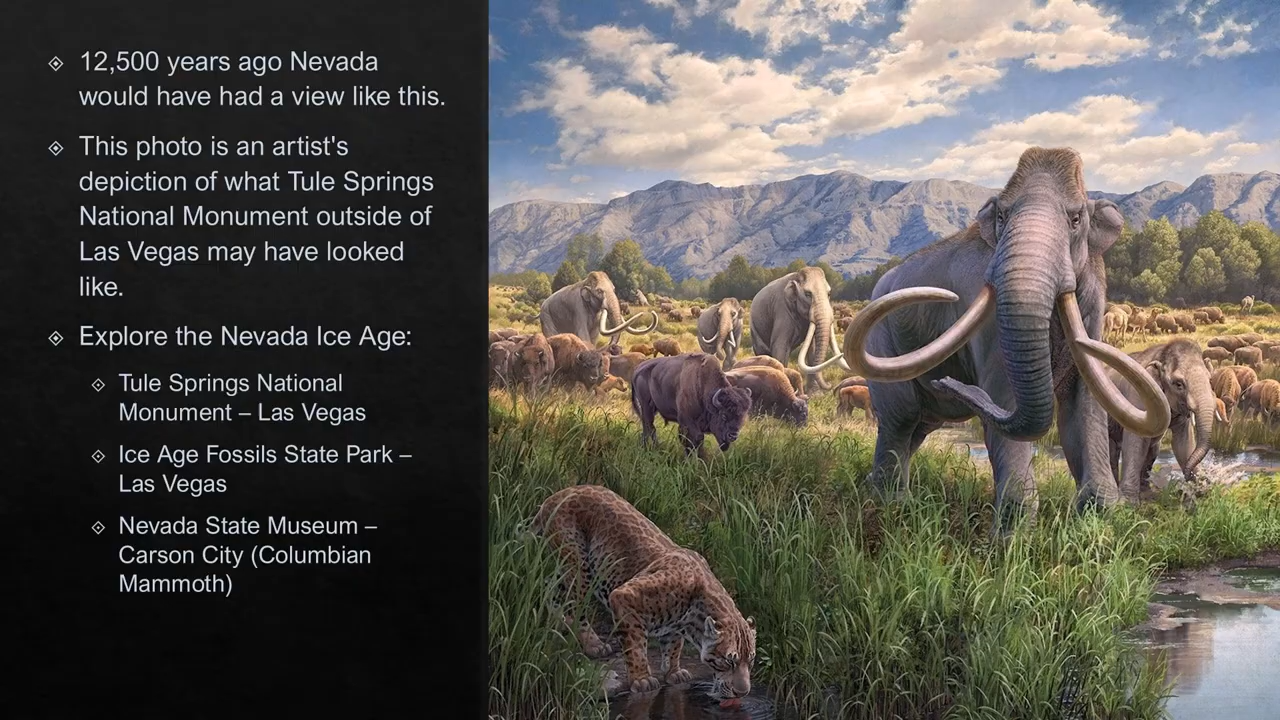 12,500 years ago Nevada
would have had a view like this.
This photo is an artist's
depiction of what Tule Springs
National Monument outside of
Las Vegas may have looked
like.
Explore the Nevada Ice Age:
Tule Springs National
Monument – Las Vegas
Ice Age Fossils State Park –
Las Vegas
Nevada State Museum –
Carson City (Columbian
Mammoth)